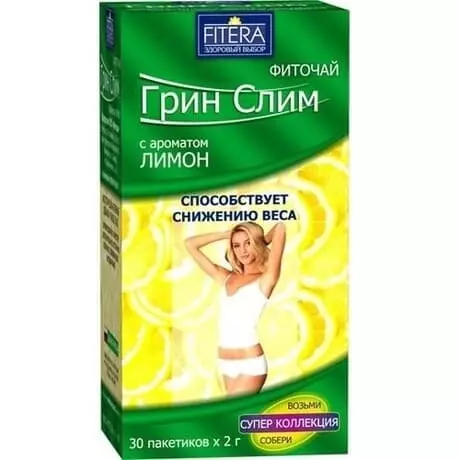 FITERA
ЗДОРОВЫЙ ВЫБОР
ФИТОЧАЙ
Грин Слим
с ароматом
ЛИМОН
СПОСОБСТВУЕТ
СНИЖЕНИЮ ВЕСА
ВОЗЬМИ
СУПЕР КОЛЛЕКЦИЯ
СОБЕРИ
30 пакетиков х 2 г